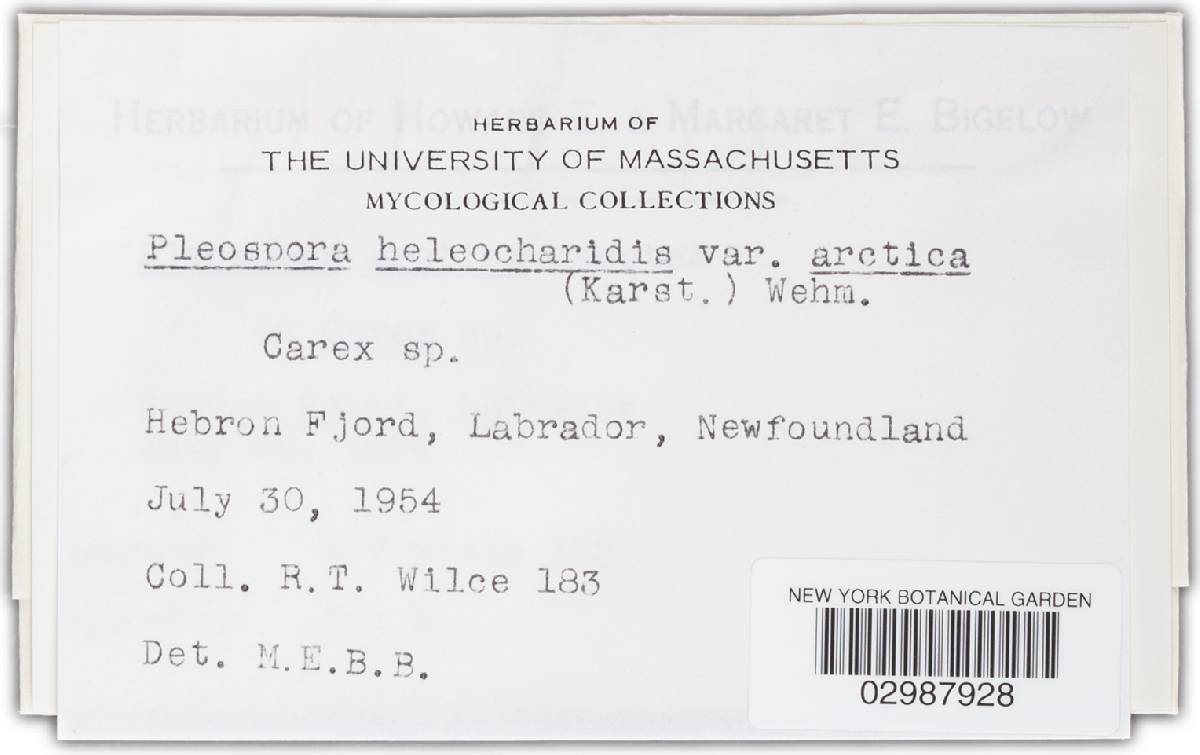 HERBARIUM OF
THE UNIVERSITY OF MASSACHUSETTS
MYCOLOGICAL COLLECTIONS
Pleospora heleocharidis var. arctica
(Karst.) Wehm.
Carex sp.
Hebron Fjord, Labrador, Newfoundland
July 30, 1954
Coll. R.T. Wilce 183
Det. M.E.B.B.
NEW YORK BOTANICAL GARDEN
02987928